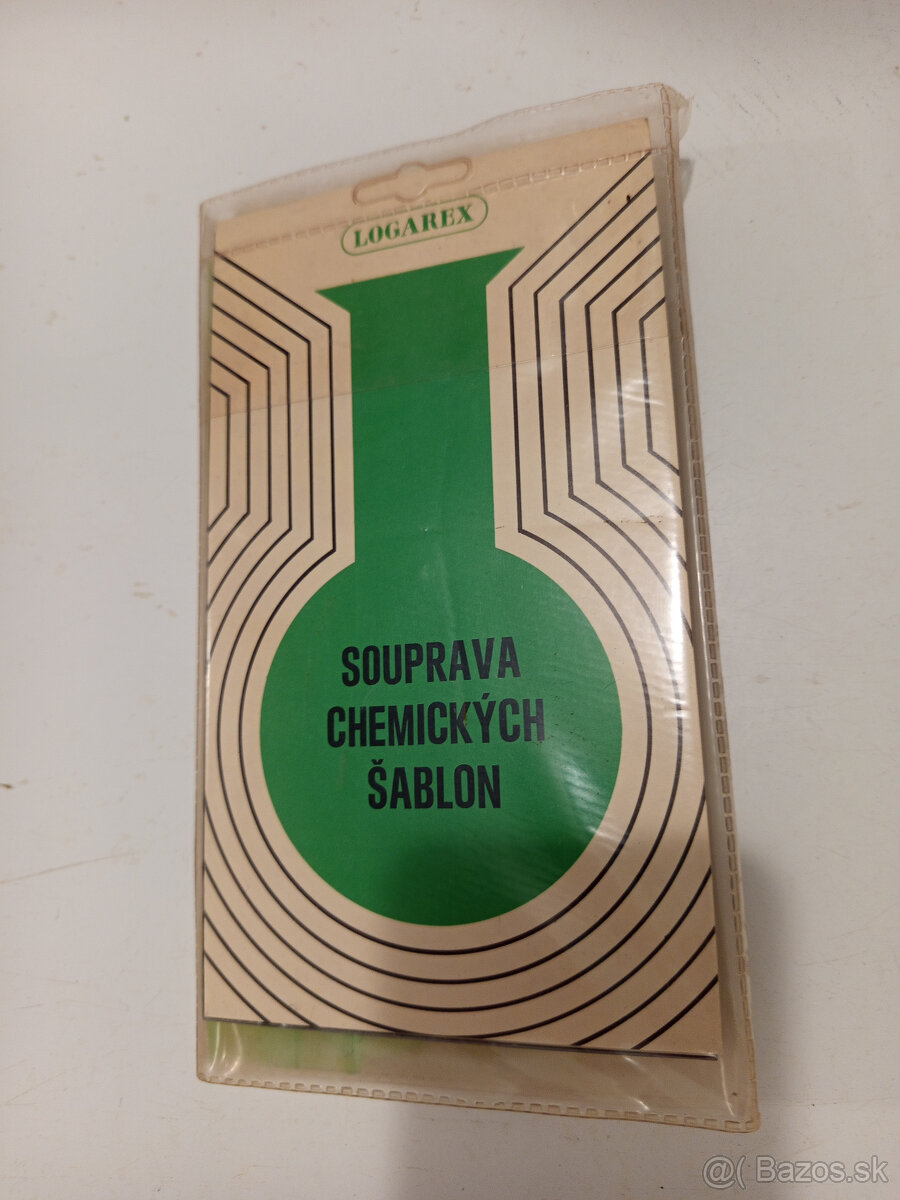 LOGAREX
SOUPRAVA
CHEMICKÝCH
ŠABLON
@( Bazos.sk